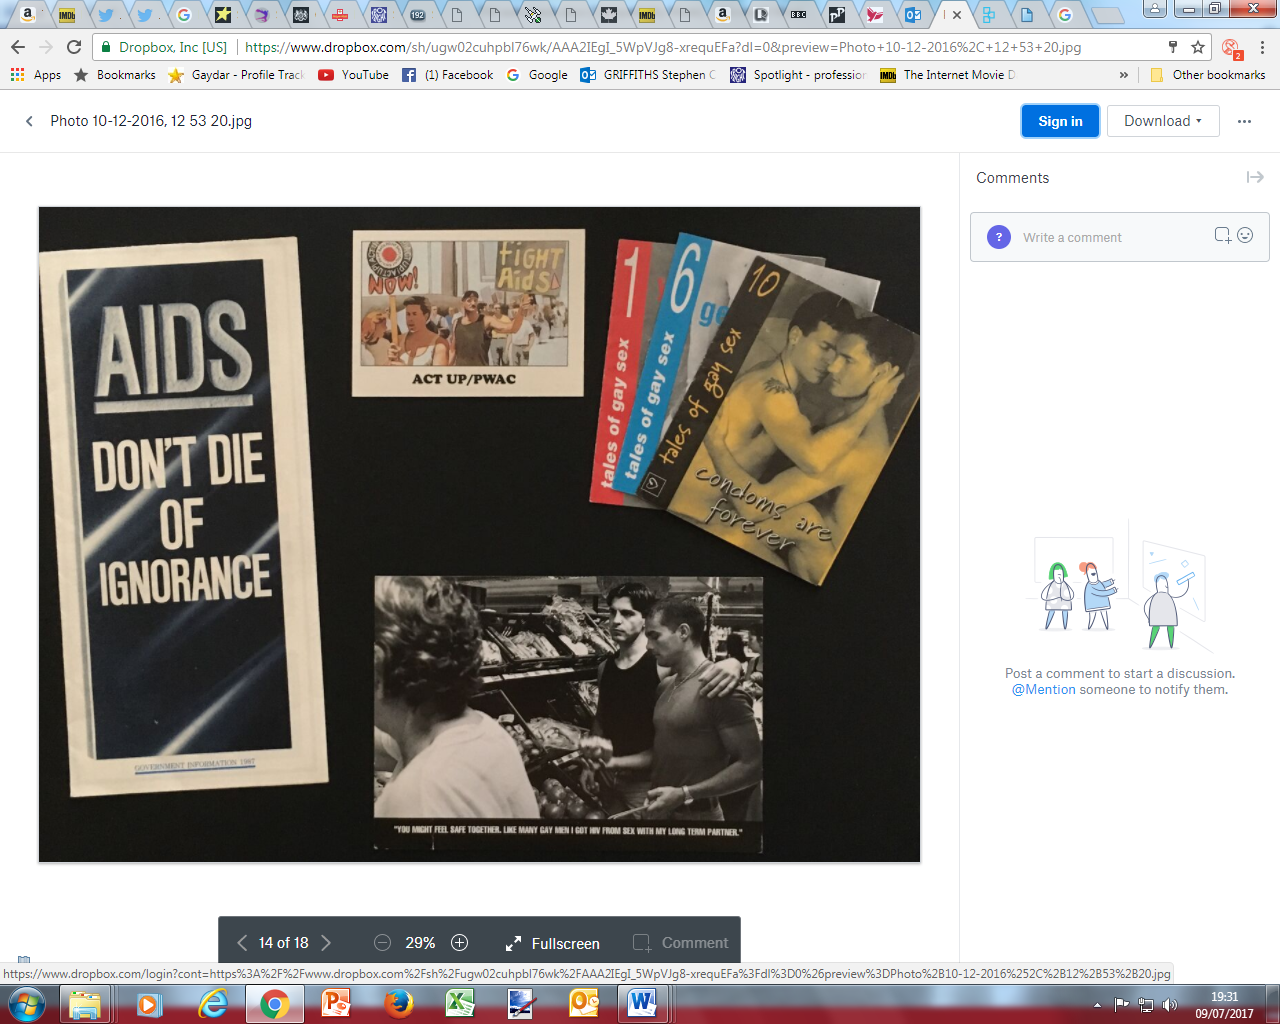 192
BBC
Dropbox, Inc [US]
https://www.dropbox.com/sh/ugw02cuhpbl76wk/AAA2IEgI_5WpVJg8-xrequEFa?dl=0&preview=Photo+10-12-2016%2C+12+53+20.jpg
2
Apps
Bookmarks
Gaydar - Profile Track
YouTube
(1) Facebook
Google
GRIFFITHS Stephen C
Spotlight - profession
IMDb
The Internet Movie D
»
Other bookmarks
Photo 10-12-2016, 12 53 20.jpg
Sign in
Download
Comments
?
Write a comment
AIDS
DON'T DIE
OF
IGNORANCE
GOVERNMENT INFORMATION 1987
NOW!
FIGHT
AIDS
ACT UP/PWAC
1
tales of gay sex
6
tales of gay sex
10
tales of gay sex
condoms are
forever
"YOU MIGHT FEEL SAFE TOGETHER. LIKE MANY GAY MEN I GOT HIV FROM SEX WITH MY LONG TERM PARTNER."
Post a comment to start a discussion.
@Mention someone to notify them.
14 of 18
29%
Fullscreen
Comment
https://www.dropbox.com/login?cont=https%3A%2F%2Fwww.dropbox.com%2Fsh%2Fugw02cuhpbl76wk%2FAAA2IEgI_5WpVJg8-xrequEFa%3Fdl%3D0%26preview%3DPhoto%2B10-12-2016%252C%2B12%2B53%2B20.jpg
19:31
09/07/2017